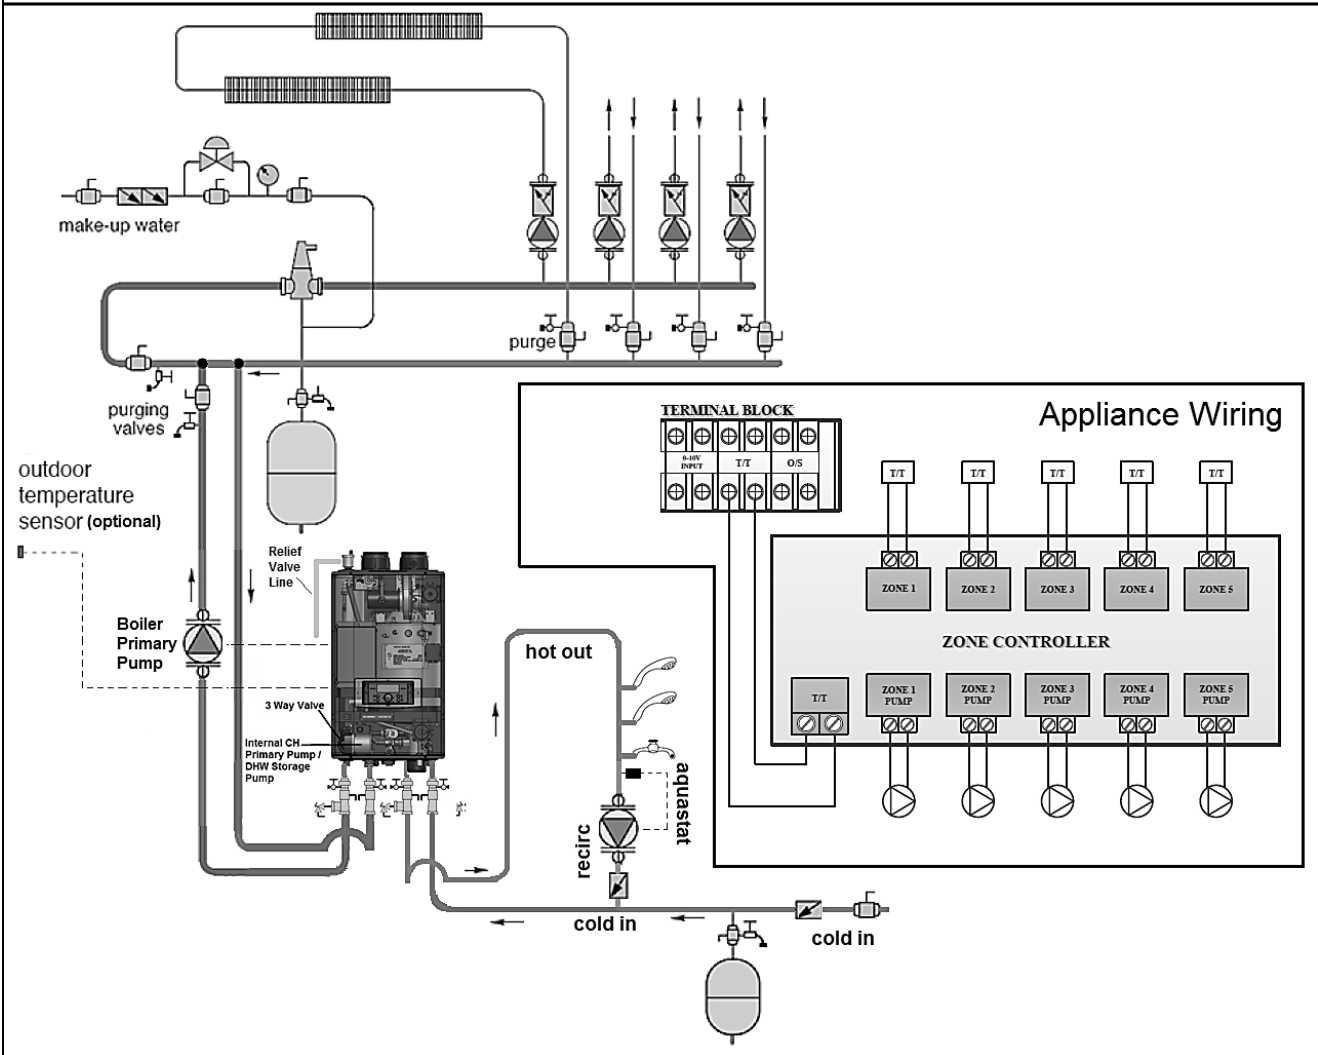 make-up water
purge
purging
valves
outdoor
temperature
sensor (optional)
Relief
Valve
Line
Boiler
Primary
Pump
3 Way Valve
Internal CH
Primary Pump /
DHW Storage
Pump
hot out
aquastat
recirc
cold in
cold in
Appliance Wiring
TERMINAL BLOCK
0-10V
INPUT
T/T
O/S
T/T
T/T
T/T
T/T
T/T
ZONE 1
ZONE 2
ZONE 3
ZONE 4
ZONE 5
ZONE CONTROLLER
T/T
ZONE 1
PUMP
ZONE 2
PUMP
ZONE 3
PUMP
ZONE 4
PUMP
ZONE 5
PUMP